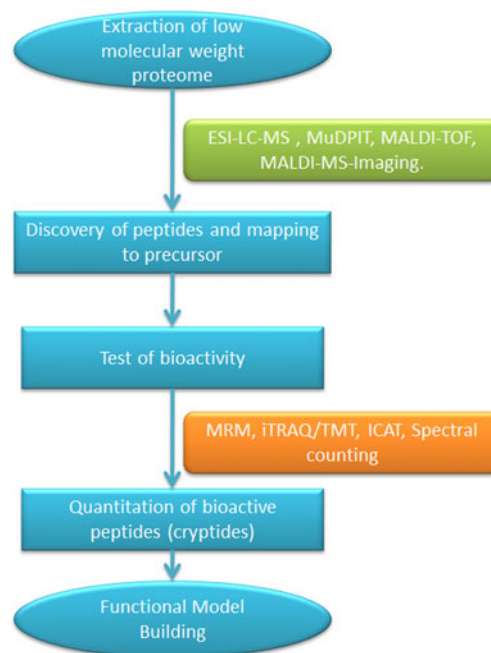 Extraction of low
molecular weight
proteome
ESI-LC-MS , MuDPIT, MALDI-TOF,
MALDI-MS-Imaging.
Discovery of peptides and mapping
to precursor
Test of bioactivity
MRM, iTRAQ/TMT, ICAT, Spectral
counting
Quantitation of bioactive
peptides (cryptides)
Functional Model
Building